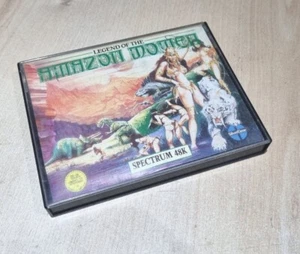 LEGEND OF THE
AMAZON WOMEN
SPECTRUM 48K